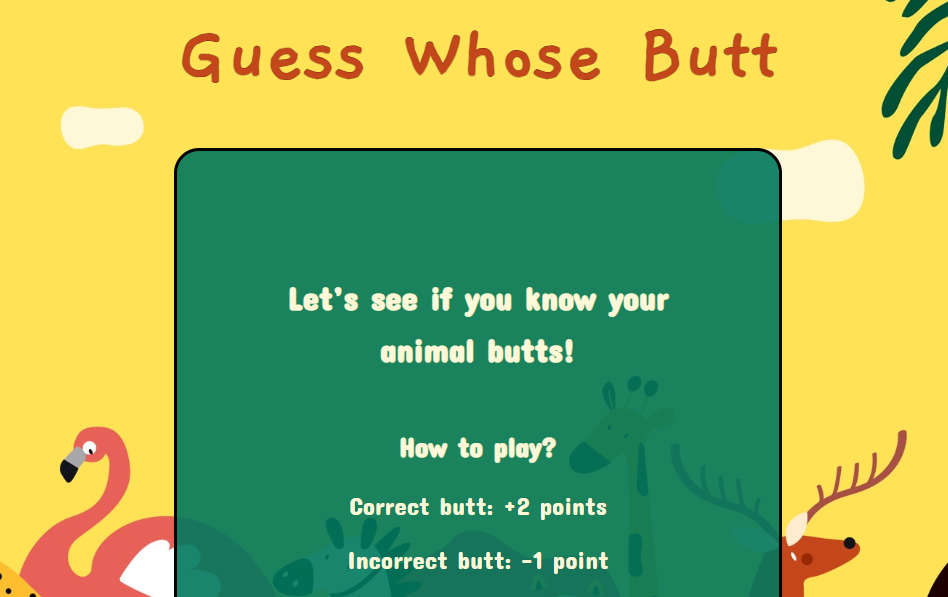 Guess Whose Butt
Let's see if you know your
animal butts!
How to play?
Correct butt: +2 points
Incorrect butt: -1 point